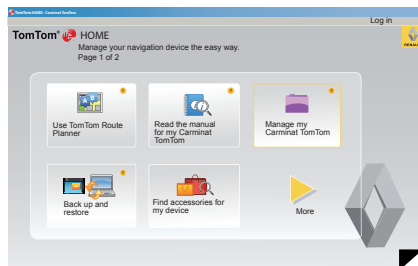 TomTom HOME - Carminat TomTom
Log in
TomTom HOME
RENAULT
Manage your navigation device the easy way.
Page 1 of 2
Use TomTom Route
Planner
Read the manual
for my Carminat
TomTom
Manage my
Carminat TomTom
Back up and
restore
Find accessories for
my device
More